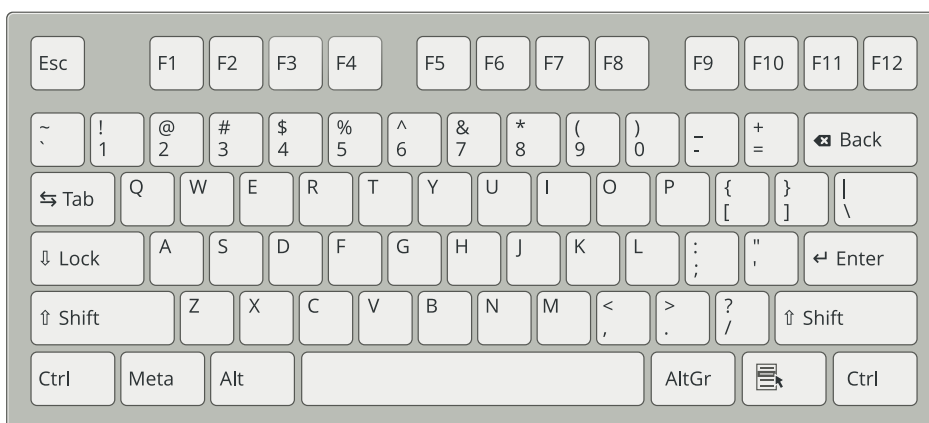 Esc F1 F2 F3 F4 F5 F6 F7 F8 F9 F10 F11 F12
~ ! @ # $ % ^ & * ( ) _ +
` 1 2 3 4 5 6 7 8 9 0 - = Back
Tab Q W E R T Y U I O P { } |
[ ] \
Lock A S D F G H J K L : " Enter
; '
Shift Z X C V B N M < > ? Shift
, . /
Ctrl Meta Alt AltGr Ctrl